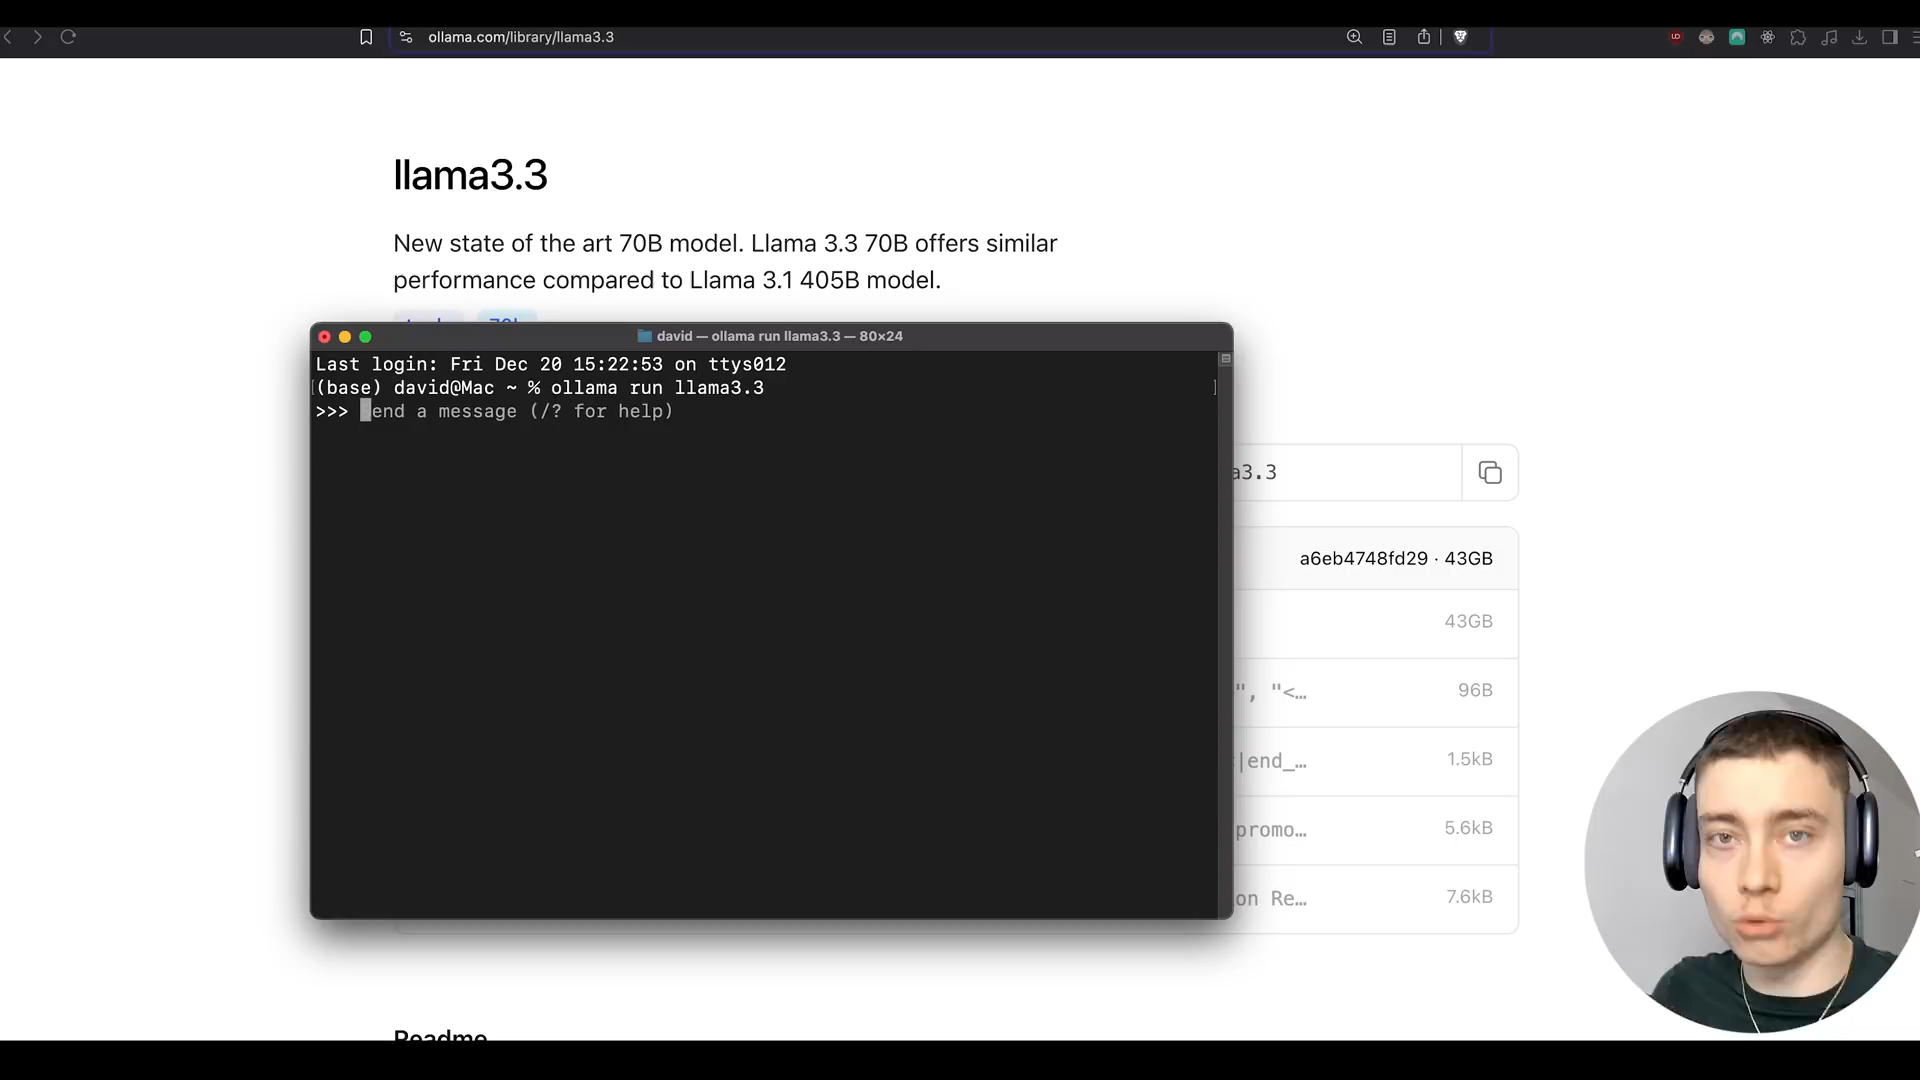 ollama.com/library/llama3.3
llama3.3
New state of the art 70B model. Llama 3.3 70B offers similar
performance compared to Llama 3.1 405B model.
david — ollama run llama3.3 — 80×24
Last login: Fri Dec 20 15:22:53 on ttys012
(base) david@Mac ~ % ollama run llama3.3
>>> end a message (/? for help)
a3.3
a6eb4748fd29 · 43GB
43GB
", "<…
96B
|end_…
1.5kB
promo…
5.6kB
on Re…
7.6kB
Readme